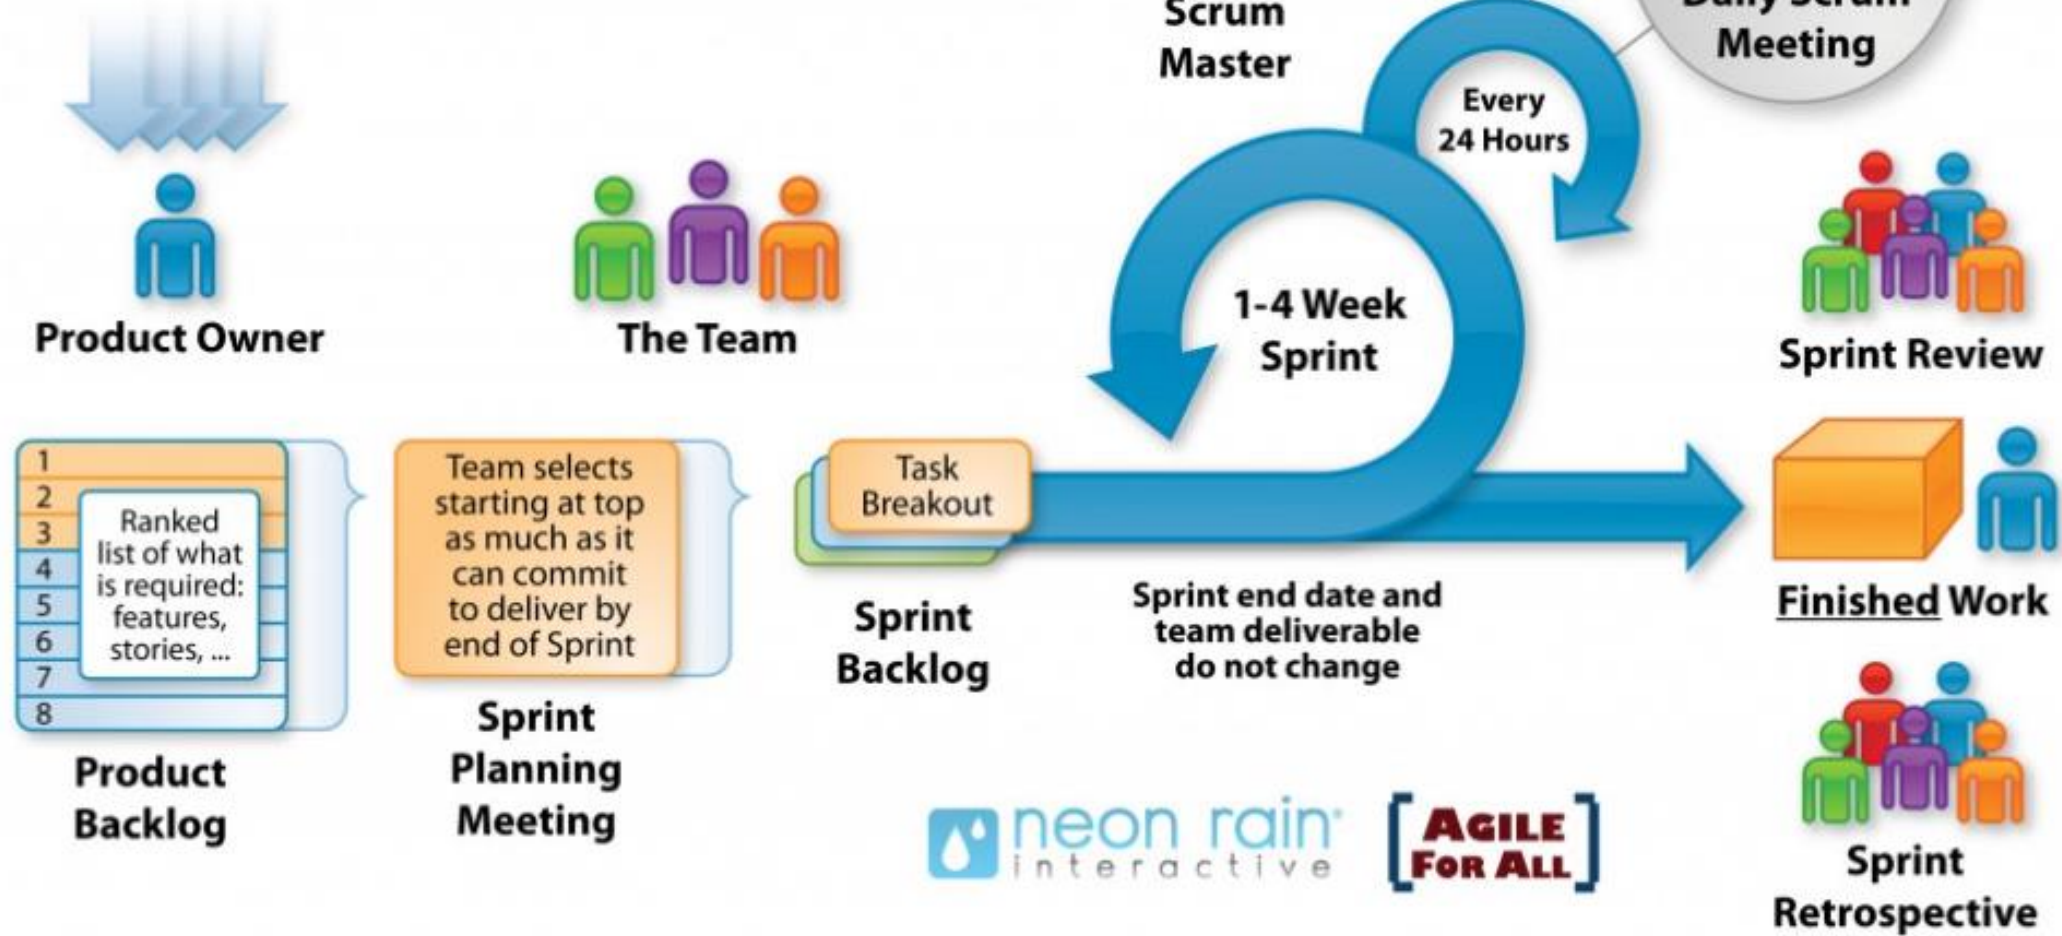 Scrum
Master
Daily Scrum
Meeting
Every
24 Hours
Product Owner
The Team
1-4 Week
Sprint
Sprint Review
1
2
3
4
5
6
7
8
Ranked
list of what
is required:
features,
stories, ...
Product
Backlog
Team selects
starting at top
as much as it
can commit
to deliver by
end of Sprint
Sprint
Planning
Meeting
Task
Breakout
Sprint
Backlog
Sprint end date and
team deliverable
do not change
Finished Work
Sprint
Retrospective
neon rain
interactive
AGILE
FOR ALL